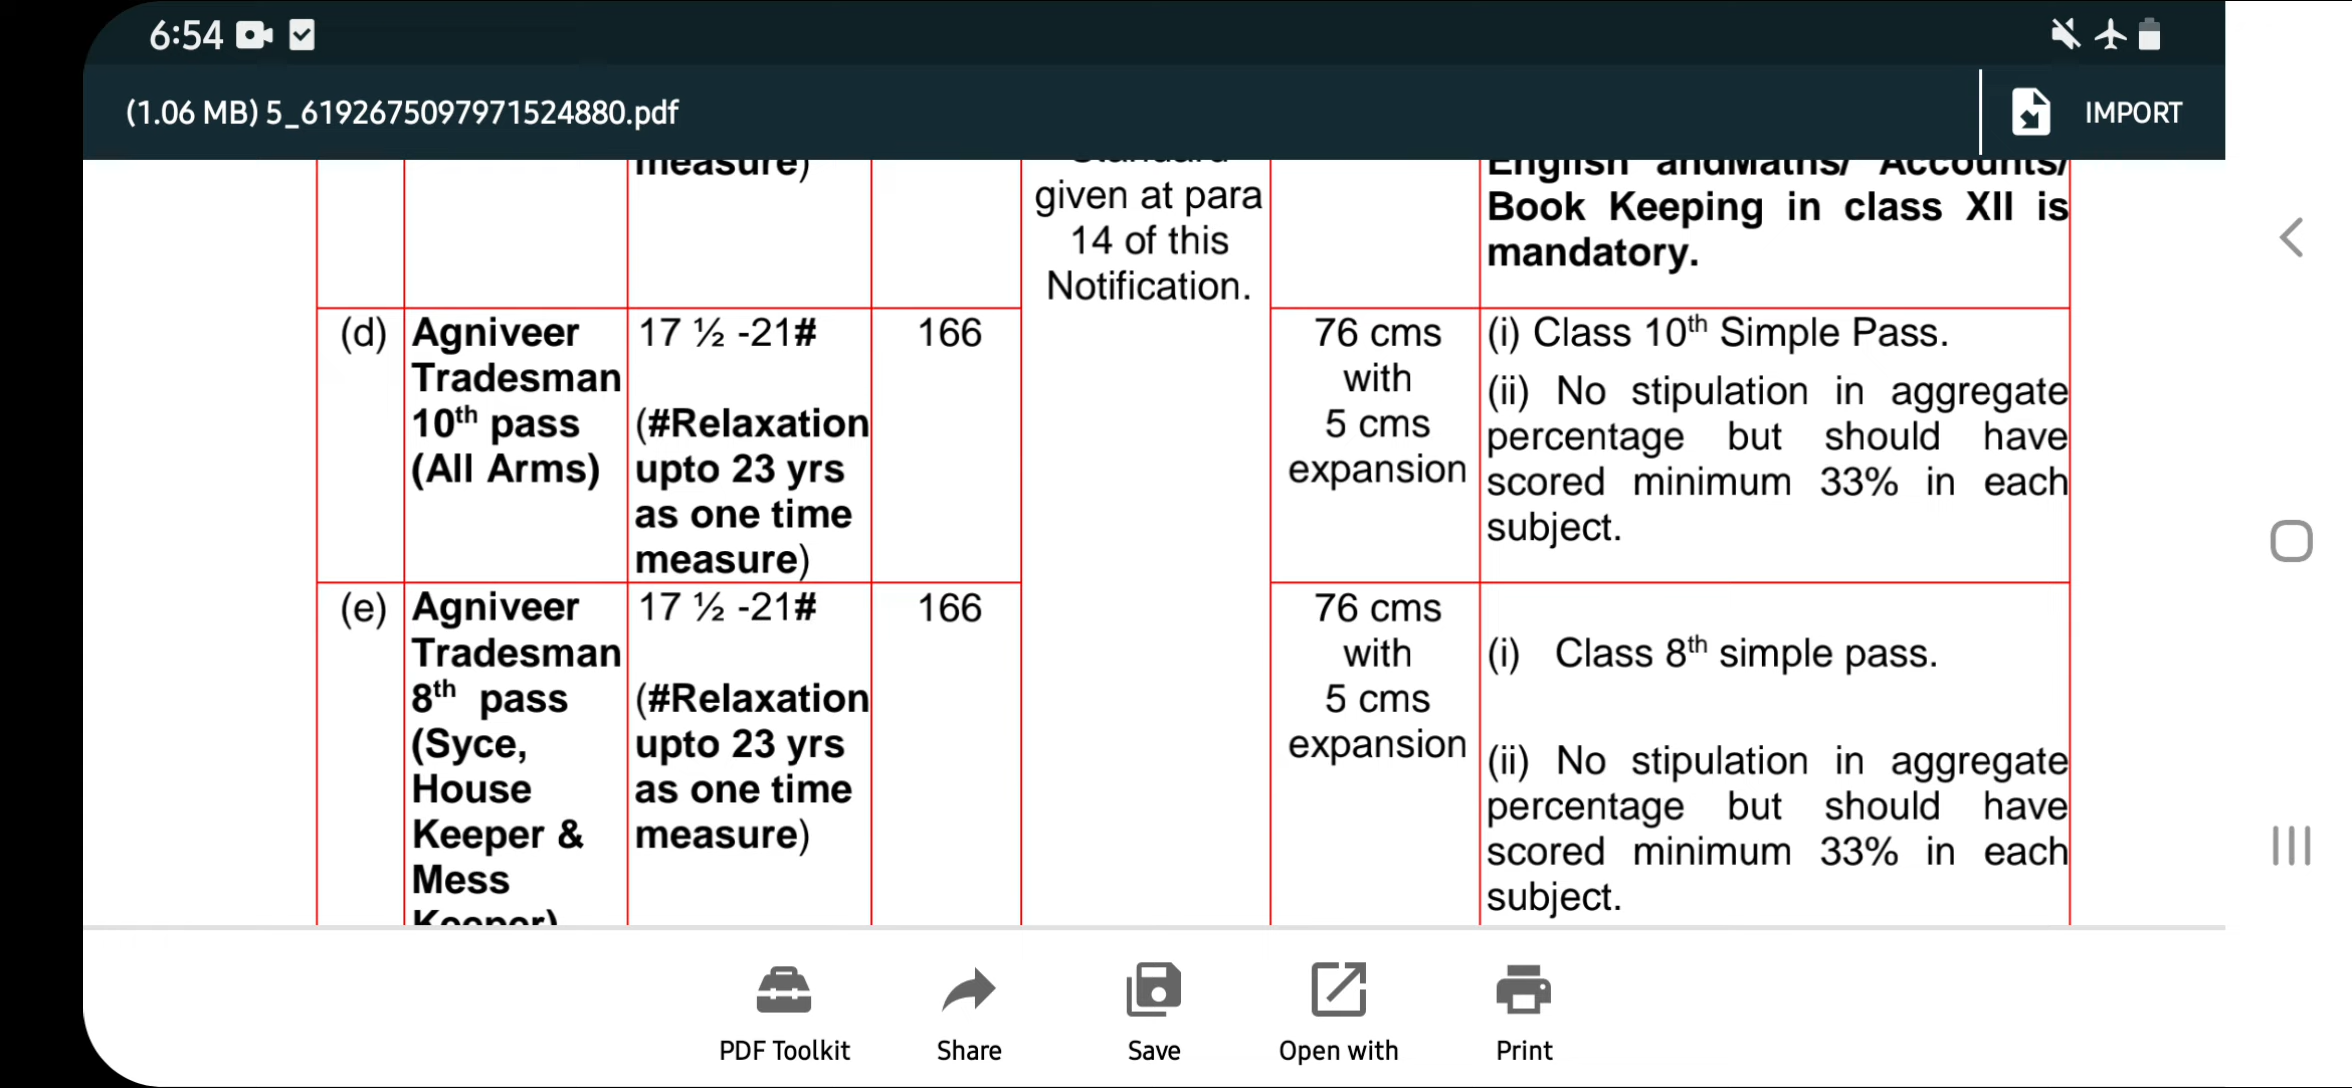 6:54
(1.06 MB) 5_6192675097971524880.pdf
IMPORT
measure)
given at para
14 of this
Notification.
English andMaths/ Accounts/
Book Keeping in class XII is
mandatory.
(d)
Agniveer
Tradesman
10th pass
(All Arms)
17 ½ -21#
(#Relaxation
upto 23 yrs
as one time
measure)
166
76 cms
with
5 cms
expansion
(i) Class 10th Simple Pass.
(ii) No stipulation in aggregate
percentage but should have
scored minimum 33% in each
subject.
(e)
Agniveer
Tradesman
8th pass
(Syce,
House
Keeper &
Mess
Keeper)
17 ½ -21#
(#Relaxation
upto 23 yrs
as one time
measure)
166
76 cms
with
5 cms
expansion
(i) Class 8th simple pass.
(ii) No stipulation in aggregate
percentage but should have
scored minimum 33% in each
subject.
PDF Toolkit
Share
Save
Open with
Print